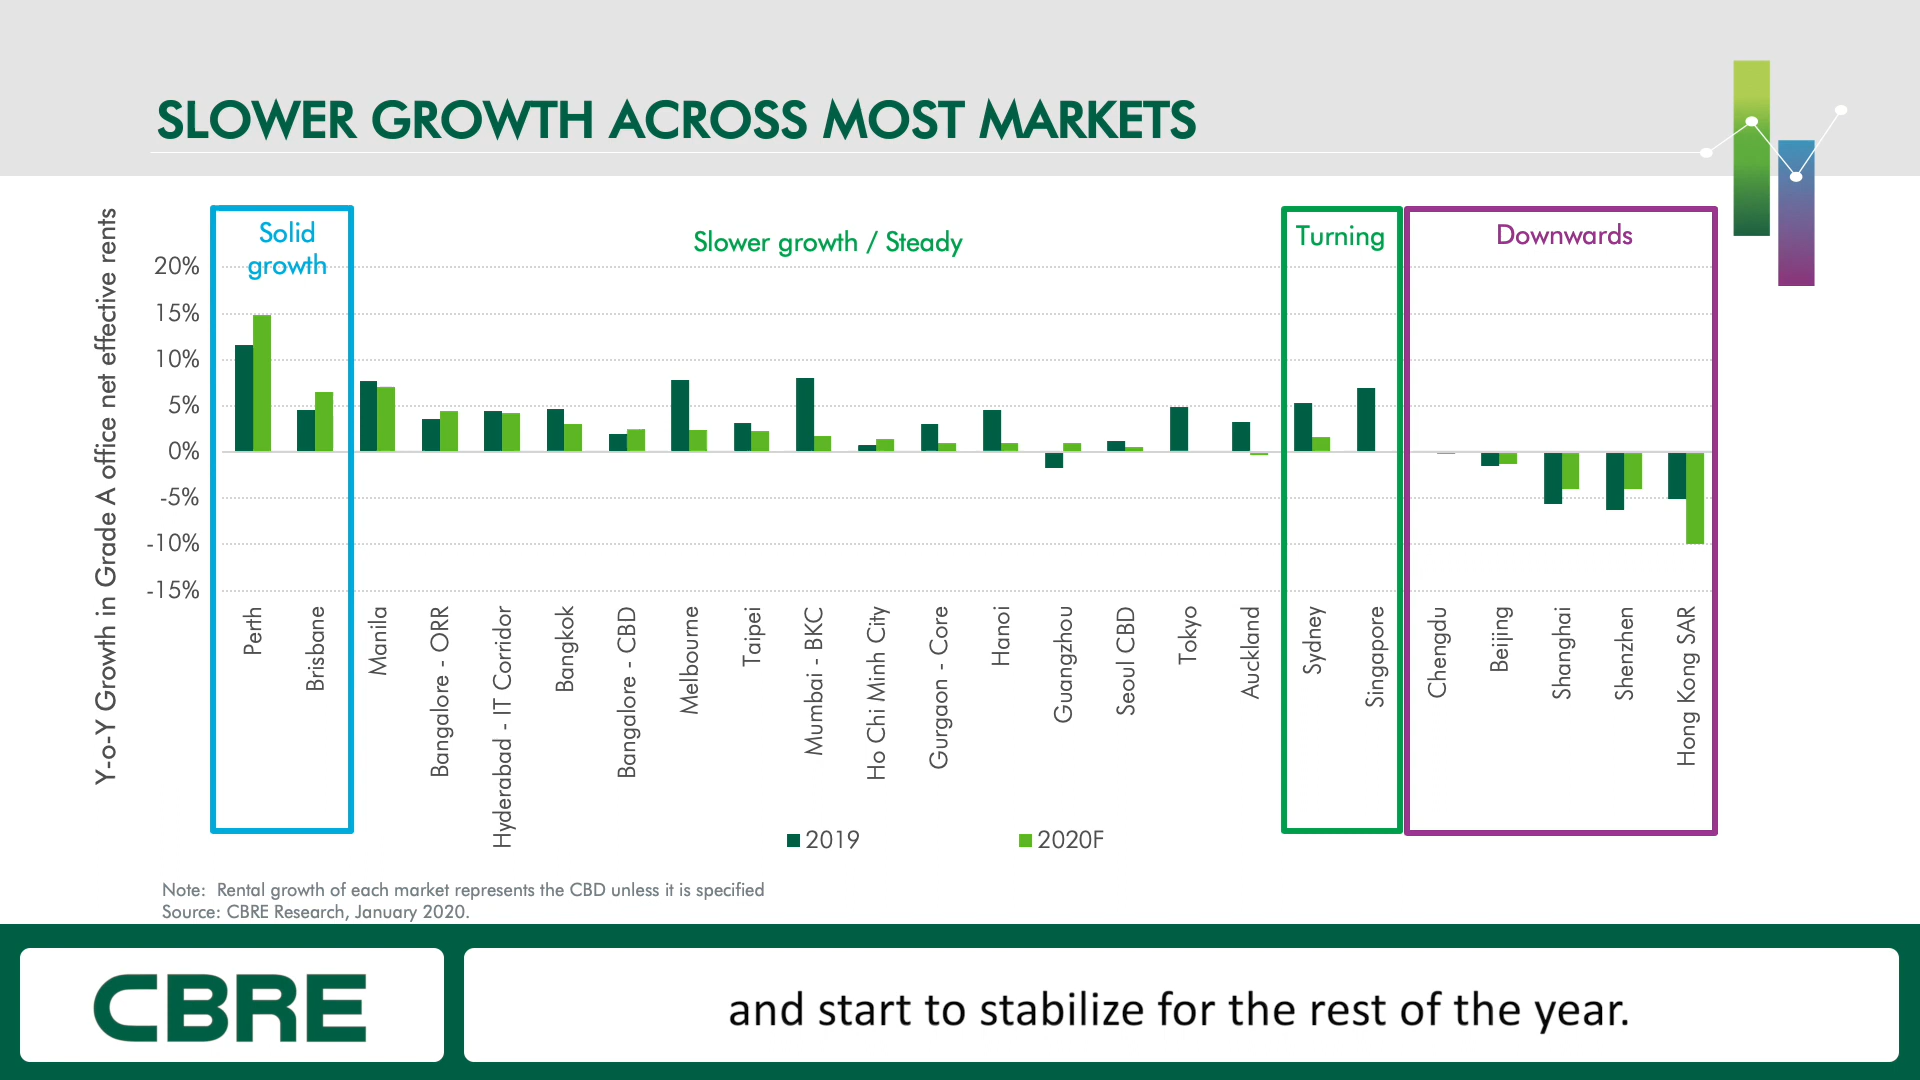 SLOWER GROWTH ACROSS MOST MARKETS
Y-o-Y Growth in Grade A office net effective rents
Solid
growth
Slower growth / Steady
Turning
Downwards
20%
15%
10%
5%
0%
-5%
-10%
-15%
Perth
Brisbane
Manila
Bangalore - ORR
Hyderabad - IT Corridor
Bangkok
Bangalore - CBD
Melbourne
Taipei
Mumbai - BKC
Ho Chi Minh City
Gurgaon - Core
Hanoi
Guangzhou
Seoul CBD
Tokyo
Auckland
Sydney
Singapore
Chengdu
Beijing
Shanghai
Shenzhen
Hong Kong SAR
2019
2020F
Note: Rental growth of each market represents the CBD unless it is specified
Source: CBRE Research, January 2020.
CBRE
and start to stabilize for the rest of the year.